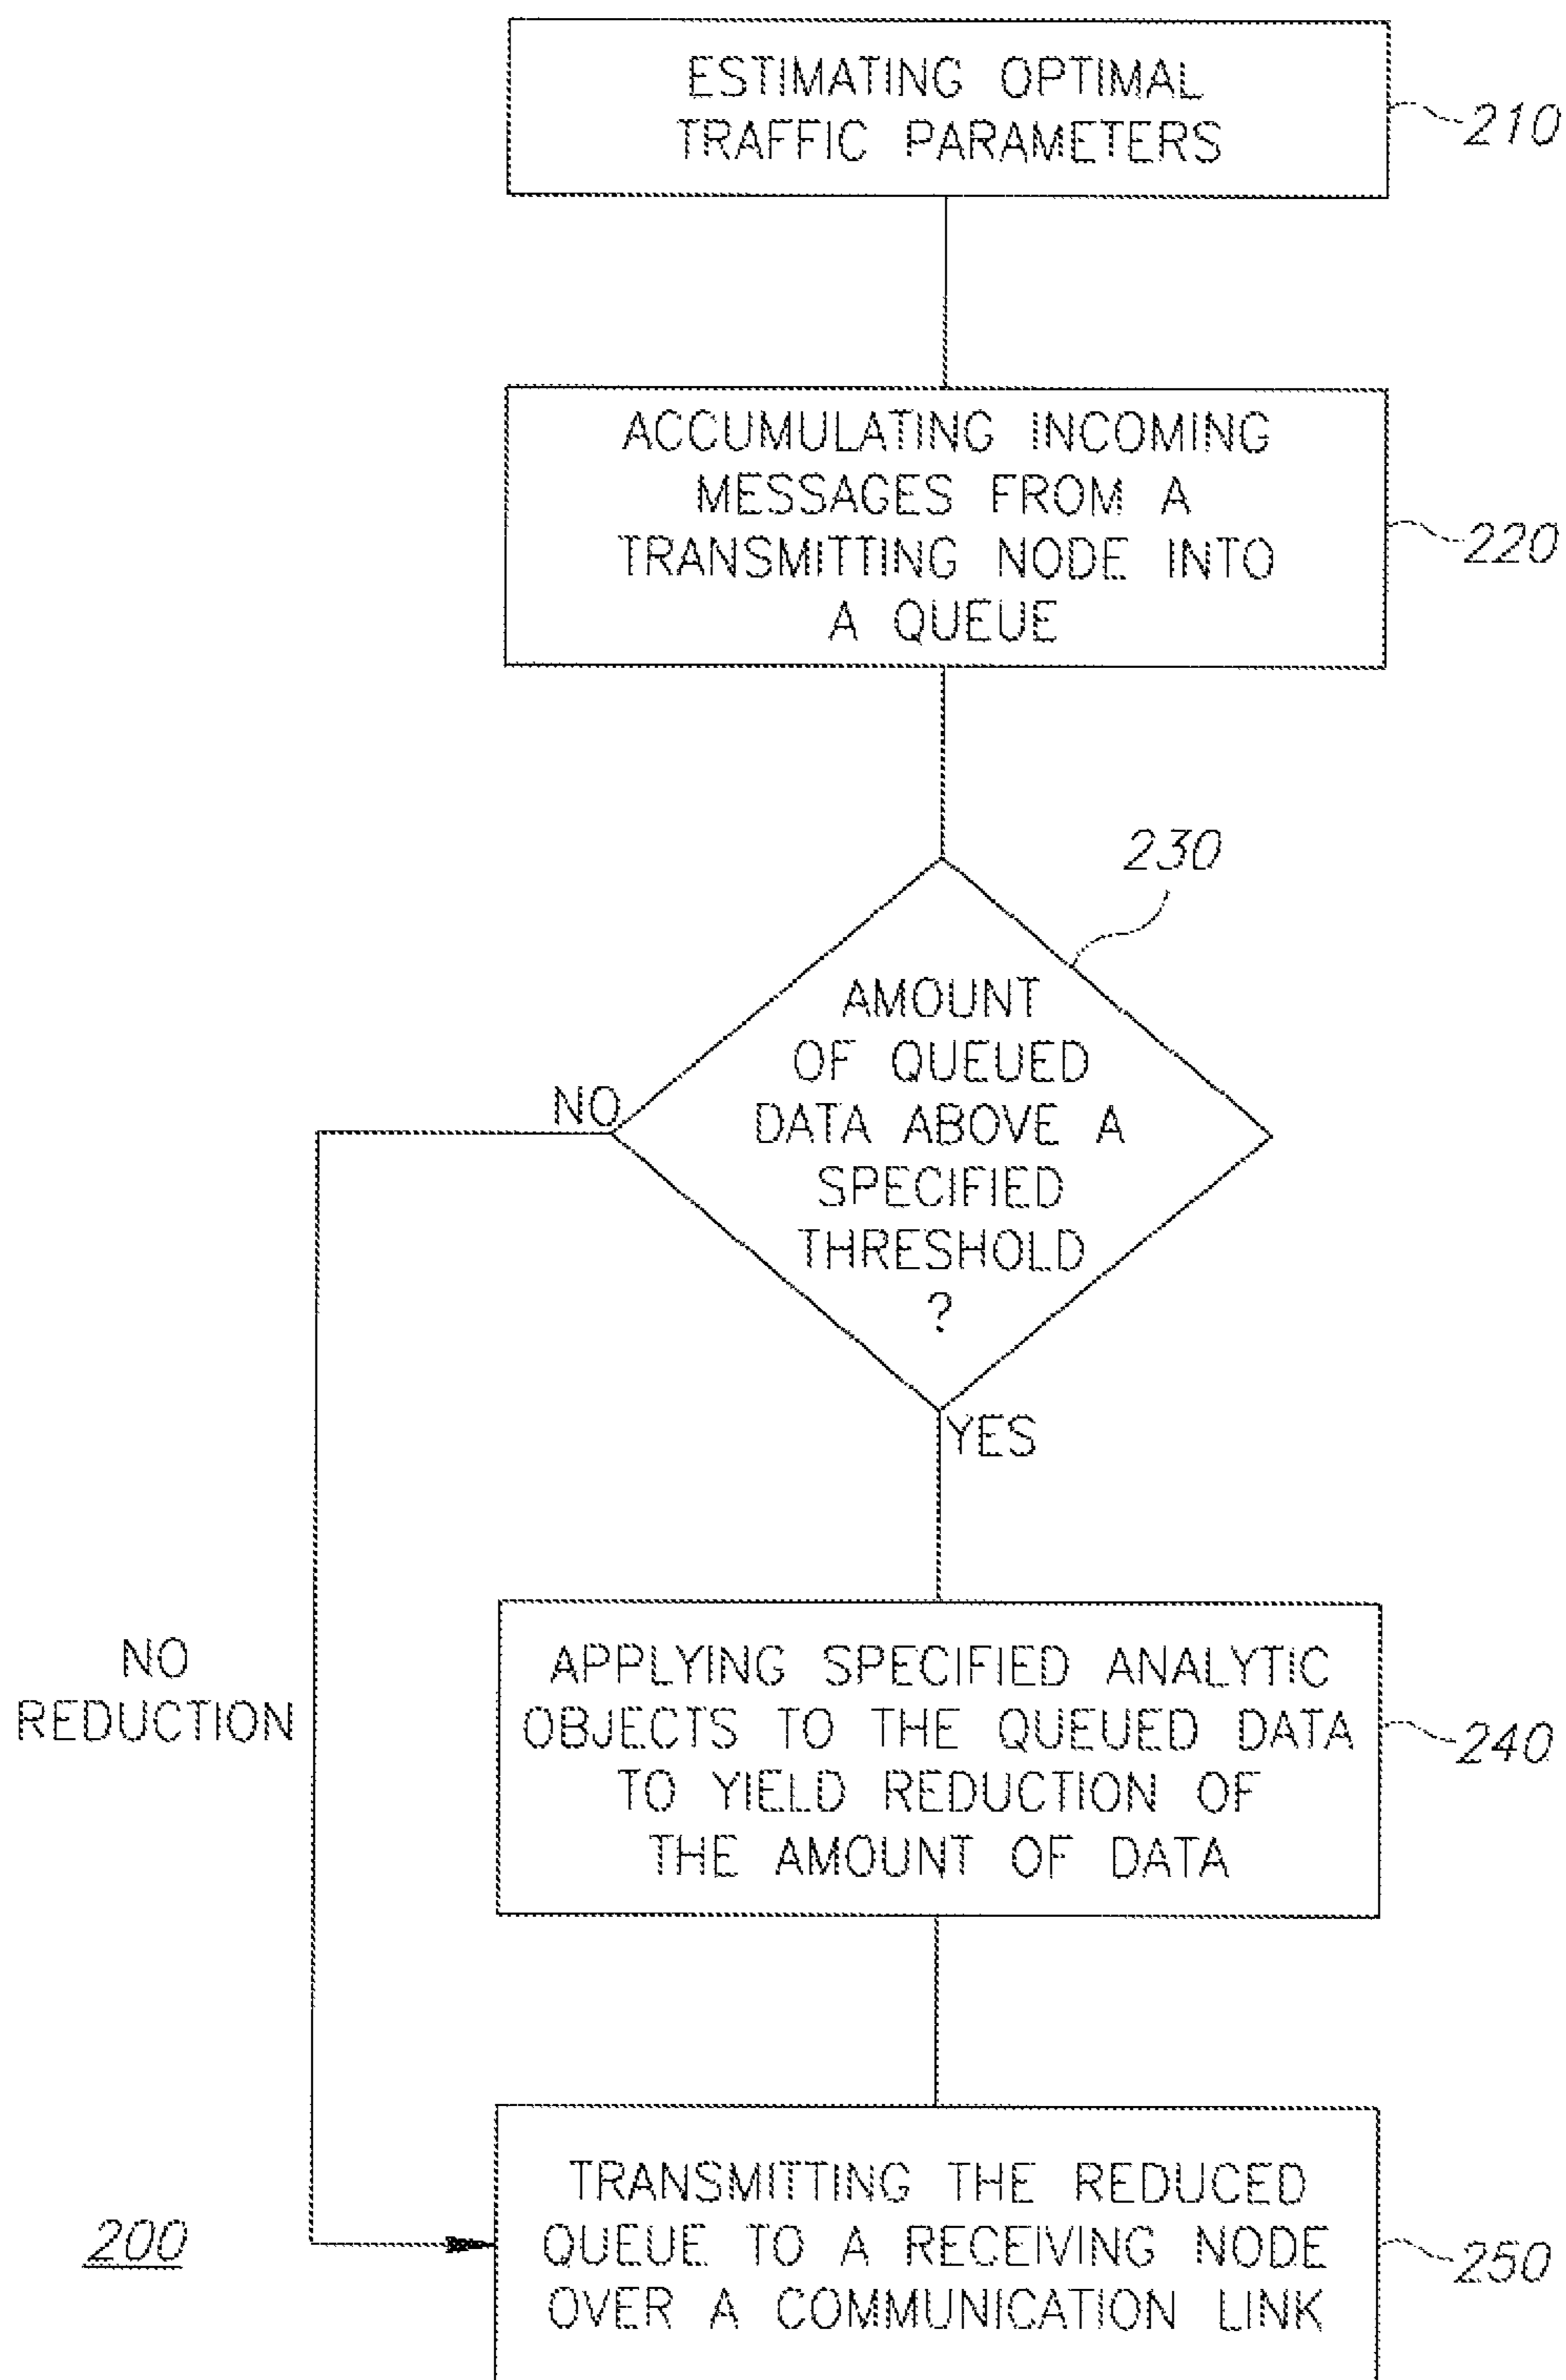 ESTIMATING OPTIMAL
TRAFFIC PARAMETERS
210
ACCUMULATING INCOMING
MESSAGES FROM A
TRANSMITTING NODE INTO
A QUEUE
220
230
AMOUNT
OF QUEUED
DATA ABOVE A
SPECIFIED
THRESHOLD
?
NO
YES
NO
REDUCTION
APPLYING SPECIFIED ANALYTIC
OBJECTS TO THE QUEUED DATA
TO YIELD REDUCTION OF
THE AMOUNT OF DATA
240
TRANSMITTING THE REDUCED
QUEUE TO A RECEIVING NODE
OVER A COMMUNICATION LINK
250
200